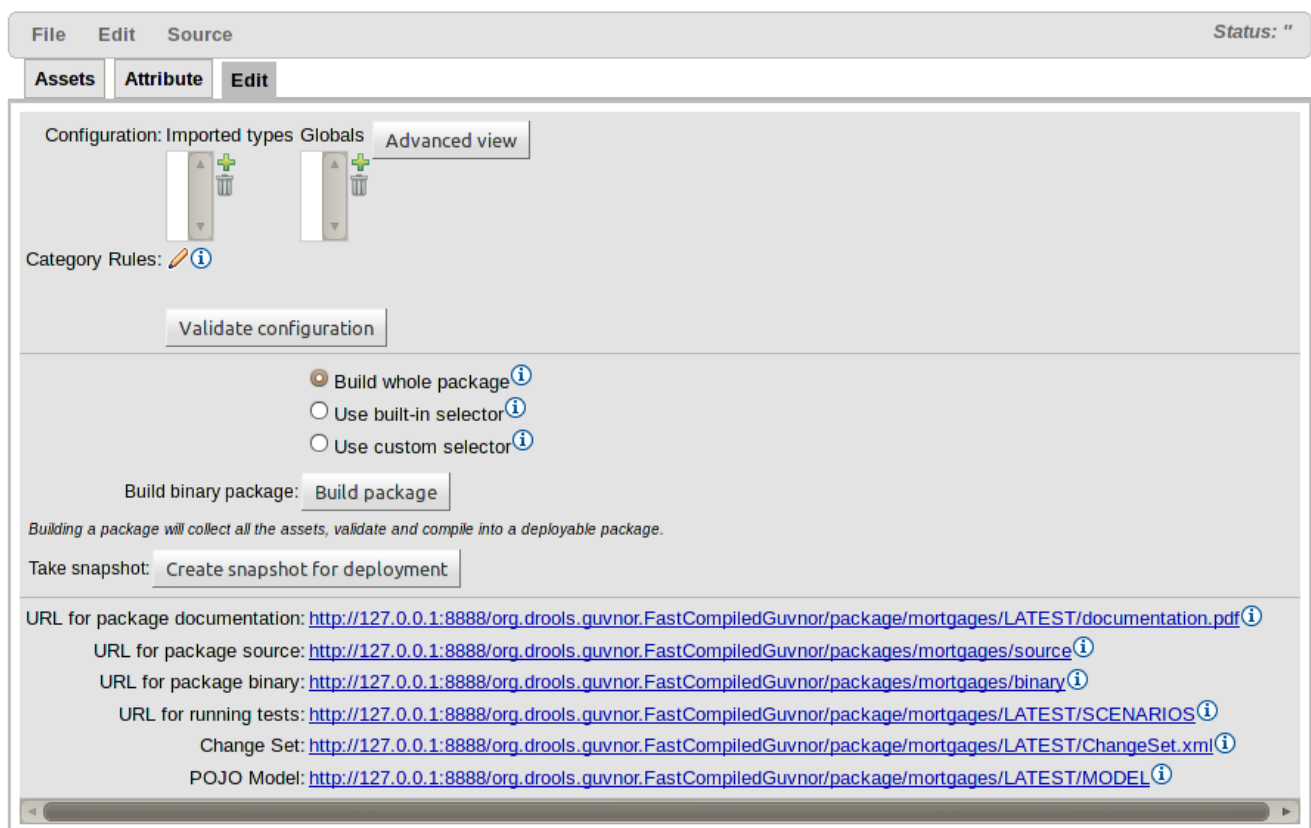 File Edit Source Status: "
Assets Attribute Edit
Configuration: Imported types Globals Advanced view
Category Rules:
Validate configuration
Build whole package
Use built-in selector
Use custom selector
Build binary package: Build package
Building a package will collect all the assets, validate and compile into a deployable package.
Take snapshot: Create snapshot for deployment
URL for package documentation: http://127.0.0.1:8888/org.drools.guvnor.FastCompiledGuvnor/package/mortgages/LATEST/documentation.pdf
URL for package source: http://127.0.0.1:8888/org.drools.guvnor.FastCompiledGuvnor/packages/mortgages/source
URL for package binary: http://127.0.0.1:8888/org.drools.guvnor.FastCompiledGuvnor/packages/mortgages/binary
URL for running tests: http://127.0.0.1:8888/org.drools.guvnor.FastCompiledGuvnor/package/mortgages/LATEST/SCENARIOS
Change Set: http://127.0.0.1:8888/org.drools.guvnor.FastCompiledGuvnor/package/mortgages/LATEST/ChangeSet.xml
POJO Model: http://127.0.0.1:8888/org.drools.guvnor.FastCompiledGuvnor/package/mortgages/LATEST/MODEL